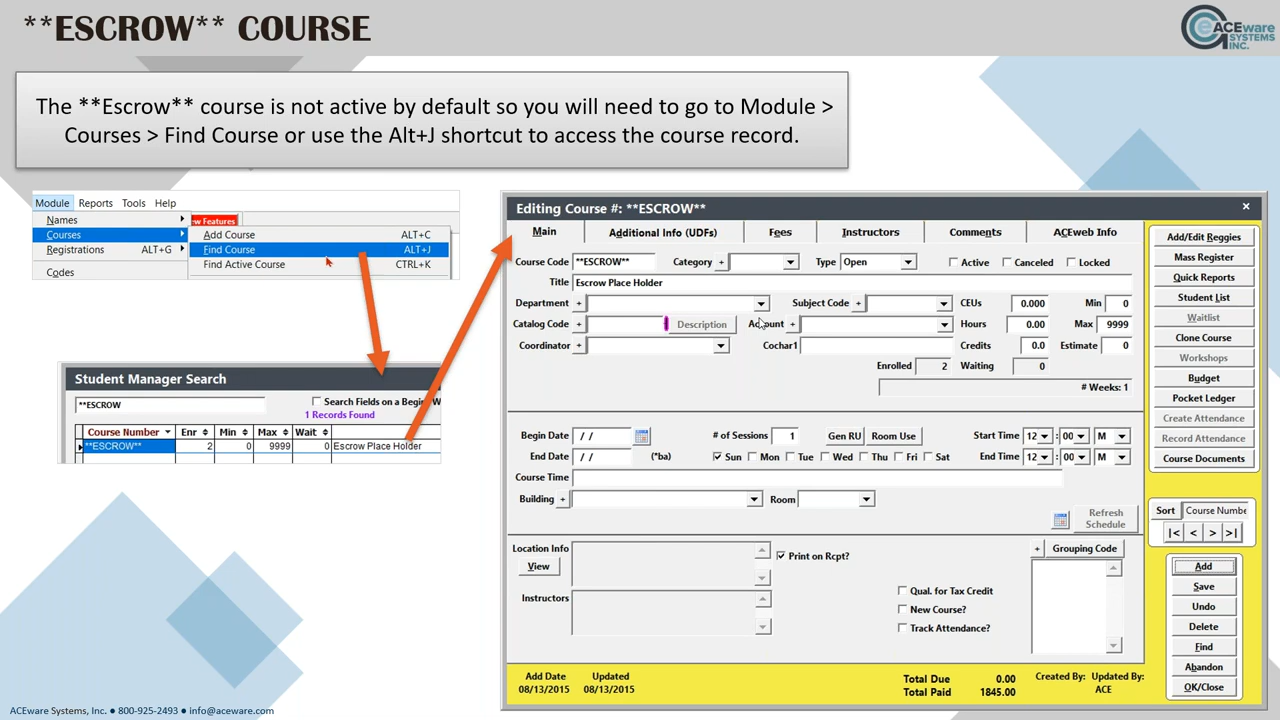 **ESCROW** COURSE
ACEware
SYSTEMS
INC.
The **Escrow** course is not active by default so you will need to go to Module >
Courses > Find Course or use the Alt+J shortcut to access the course record.
Module Reports Tools Help
Names
ew Features
Courses
Add Course ALT+C
Registrations ALT+G
Find Course ALT+J
Find Active Course CTRL+K
Codes
Student Manager Search
**ESCROW
Search Fields on a Begin W
1 Records Found
Course Number Enr Min Max Wait
**ESCROW** 2 0 9999 0 Escrow Place Holder
Editing Course #: **ESCROW**
Main Additional Info (UDFs) Fees Instructors Comments ACEweb Info
Course Code **ESCROW** Category + Type Open Active Canceled Locked
Title Escrow Place Holder
Department + Subject Code + CEUs 0.000 Min 0
Catalog Code + Description Account + Hours 0.00 Max 9999
Coordinator + Cochar1 Credits 0.0 Estimate 0
Enrolled 2 Waiting 0
# Weeks: 1
Begin Date / / # of Sessions 1 Gen RU Room Use Start Time 12 : 00 M
End Date / / (*ba) Sun Mon Tue Wed Thu Fri Sat End Time 12 : 00 M
Course Time
Building + Room
Refresh
Schedule
Location Info
View
Print on Rcpt?
+ Grouping Code
Instructors
Qual. for Tax Credit
New Course?
Track Attendance?
Add Date Updated
08/13/2015 08/13/2015
Total Due 0.00
Total Paid 1845.00
Created By: Updated By:
ACE
Add/Edit Reggies
Mass Register
Quick Reports
Student List
Waitlist
Clone Course
Workshops
Budget
Pocket Ledger
Create Attendance
Record Attendance
Course Documents
Sort Course Numbe
|< < > >|
Add
Save
Undo
Delete
Find
Abandon
OK/Close
ACEware Systems, Inc. ● 800-925-2493 ● info@aceware.com